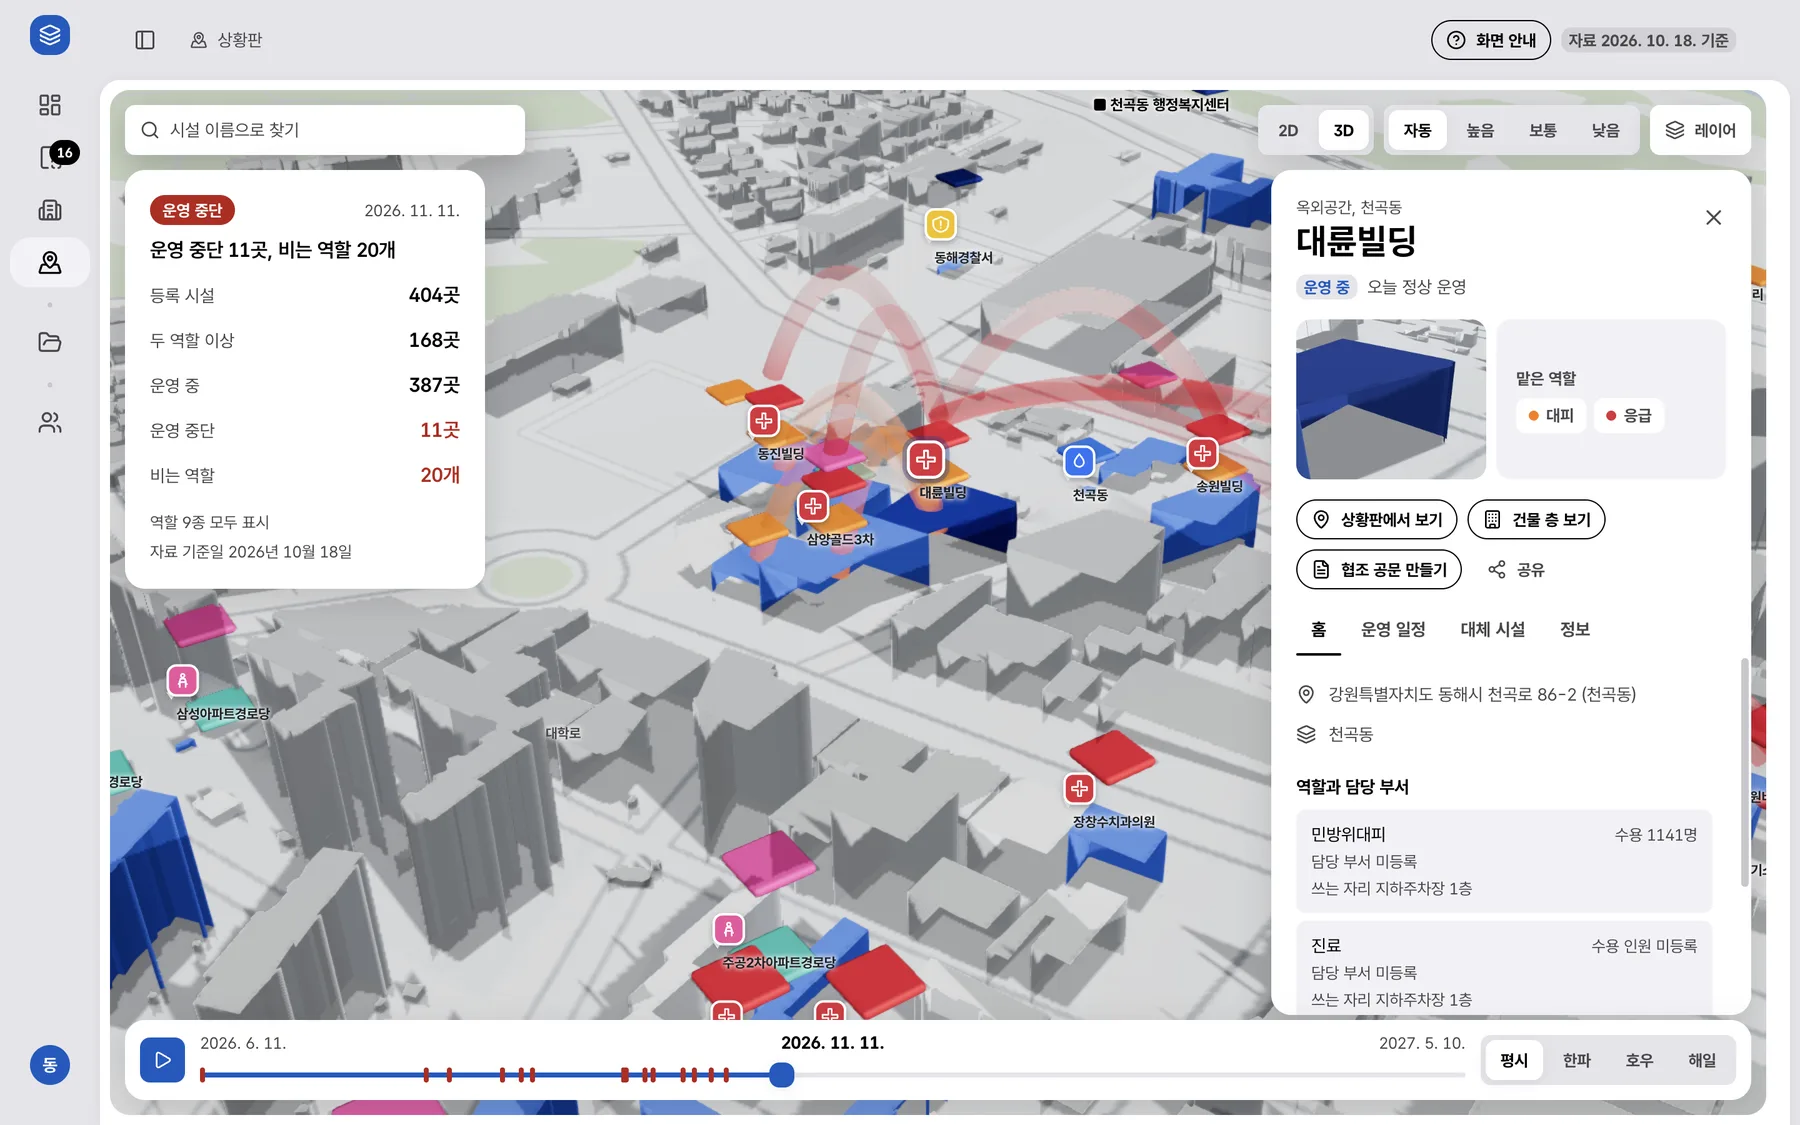 상황판
화면 안내
자료 2026. 10. 18. 기준
16
시설 이름으로 찾기
천곡동 행정복지센터
2D
3D
자동
높음
보통
낮음
레이어
운영 중단
2026. 11. 11.
운영 중단 11곳, 비는 역할 20개
등록 시설
404곳
두 역할 이상
168곳
운영 중
387곳
운영 중단
11곳
비는 역할
20개
역할 9종 모두 표시
자료 기준일 2026년 10월 18일
동해경찰서
동진빌딩
대륜빌딩
천곡동
송원빌딩
삼양골드3차
삼성아파트경로당
대학로
경로당
장창수치과의원
주공2차아파트경로당
옥외공간, 천곡동
대륜빌딩
운영 중
오늘 정상 운영
맡은 역할
대피
응급
상황판에서 보기
건물 층 보기
협조 공문 만들기
공유
홈
운영 일정
대체 시설
정보
강원특별자치도 동해시 천곡로 86-2 (천곡동)
천곡동
역할과 담당 부서
민방위대피
수용 1141명
담당 부서 미등록
쓰는 자리 지하주차장 1층
진료
수용 인원 미등록
담당 부서 미등록
쓰는 자리 지하주차장 1층
동
2026. 6. 11.
2026. 11. 11.
2027. 5. 10.
평시
한파
호우
해일